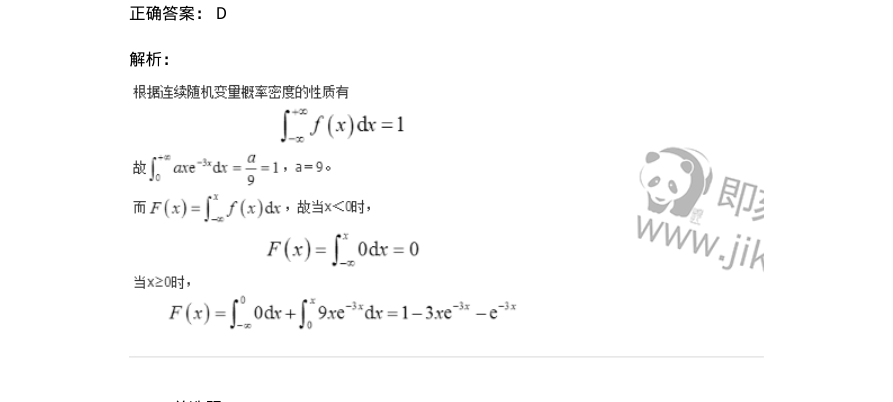 正确答案： D
解析：
根据连续随机变量概率密度的性质有
∫_{-∞}^{+∞} f(x)dx = 1
故∫_0^{+∞} axe^{-3x}dx = a/9 = 1，a=9。
而F(x)=∫_{-∞}^{x} f(x)dx，故当x＜0时，
F(x)=∫_{-∞}^{x} 0dx = 0
当x≥0时，
F(x)=∫_{-∞}^{0} 0dx+∫_0^{x} 9xe^{-3x}dx = 1-3xe^{-3x}-e^{-3x}
www.jik